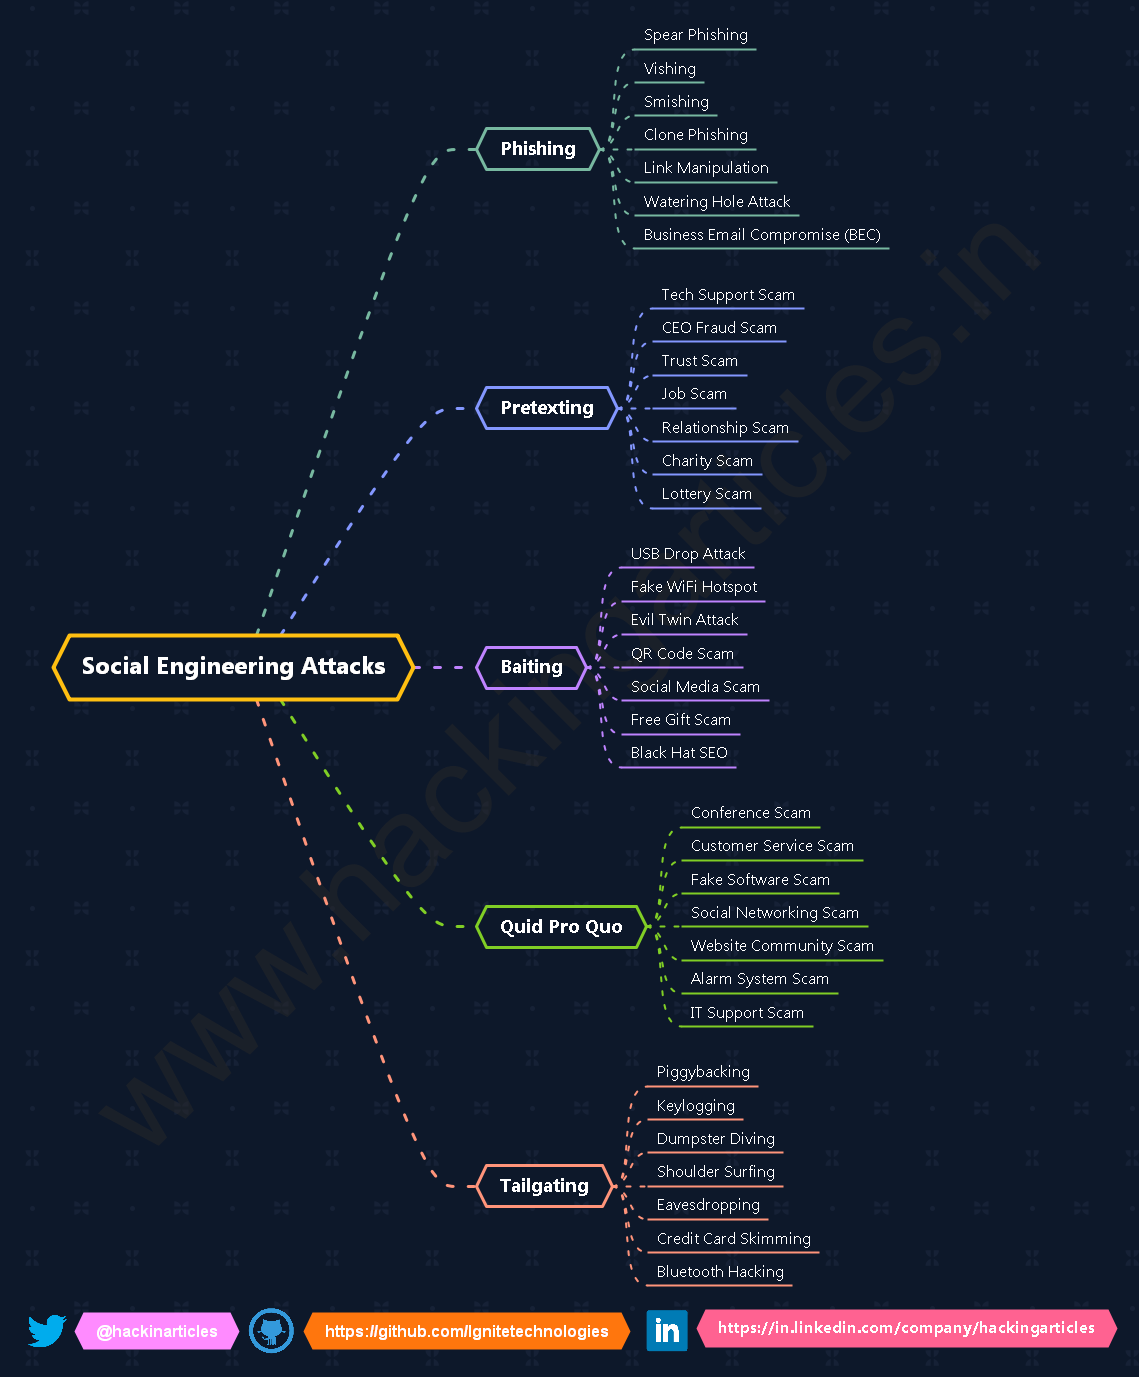 Spear Phishing
Vishing
Smishing
Clone Phishing
Phishing
Link Manipulation
Watering Hole Attack
Business Email Compromise (BEC)
Tech Support Scam
CEO Fraud Scam
Trust Scam
Job Scam
Pretexting
Relationship Scam
Charity Scam
Lottery Scam
USB Drop Attack
Fake WiFi Hotspot
Evil Twin Attack
QR Code Scam
Social Engineering Attacks
Baiting
Social Media Scam
Free Gift Scam
Black Hat SEO
Conference Scam
Customer Service Scam
Fake Software Scam
Social Networking Scam
Quid Pro Quo
Website Community Scam
Alarm System Scam
IT Support Scam
Piggybacking
Keylogging
Dumpster Diving
Shoulder Surfing
Tailgating
Eavesdropping
Credit Card Skimming
Bluetooth Hacking
www.hackingarticles.in
@hackinarticles
https://github.com/Ignitetechnologies
in
https://in.linkedin.com/company/hackingarticles